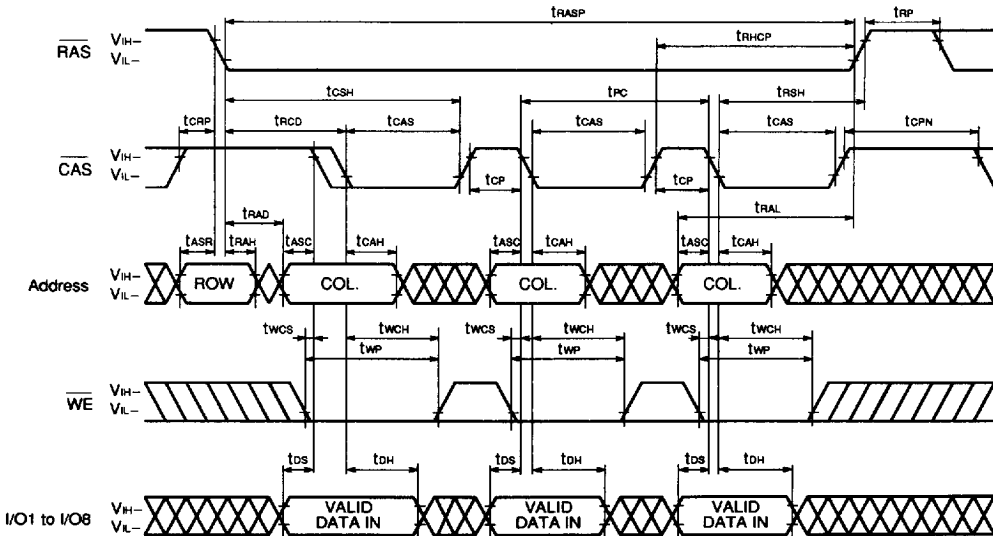 tRASP
tRP
tRHCP
RAS
VIH–
VIL–
tCSH
tPC
tRSH
tCRP
tRCD
tCAS
tCAS
tCAS
tCPN
CAS
VIH–
VIL–
tCP
tCP
tRAD
tRAL
tASR
tRAH
tASC
tCAH
tASC
tCAH
tASC
tCAH
Address
VIH–
VIL–
ROW
COL.
COL.
COL.
tWCS
tWCH
tWCS
tWCH
tWCS
tWCH
tWP
tWP
tWP
WE
VIH–
VIL–
tDS
tDH
tDS
tDH
tDS
tDH
I/O1 to I/O8
VIH–
VIL–
VALID
DATA IN
VALID
DATA IN
VALID
DATA IN